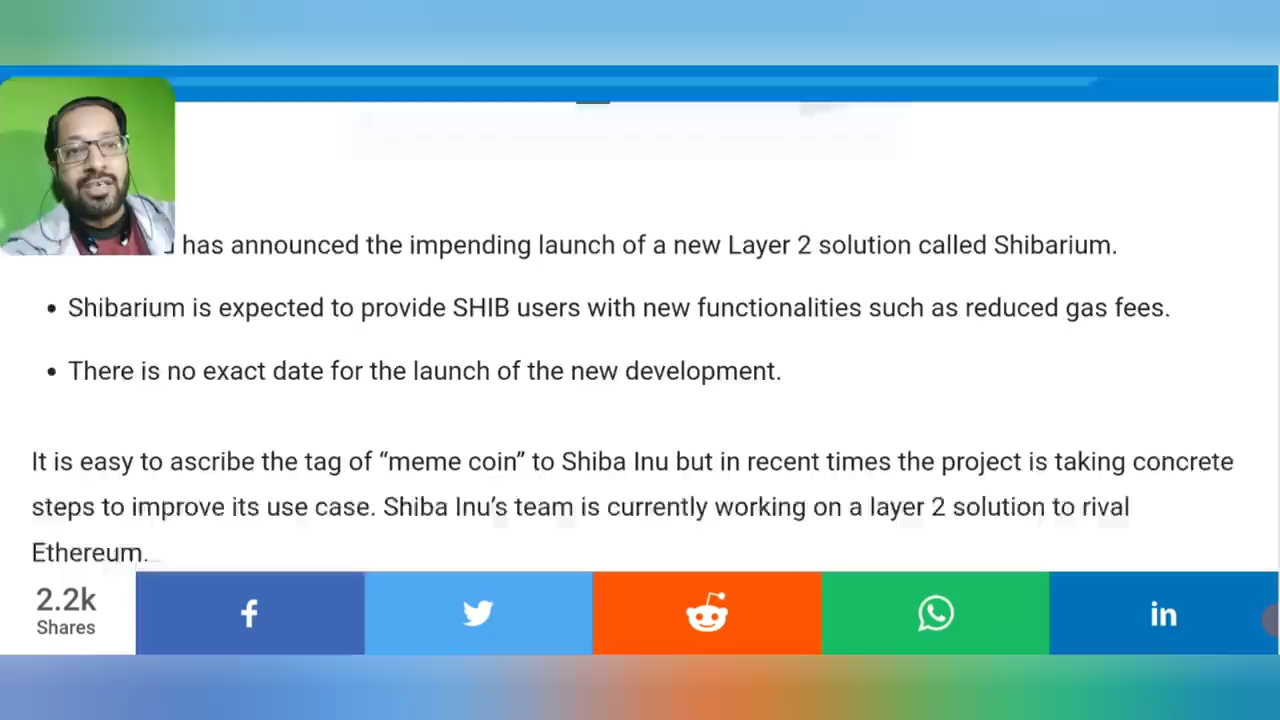 has announced the impending launch of a new Layer 2 solution called Shibarium.
• Shibarium is expected to provide SHIB users with new functionalities such as reduced gas fees.
• There is no exact date for the launch of the new development.
It is easy to ascribe the tag of “meme coin” to Shiba Inu but in recent times the project is taking concrete
steps to improve its use case. Shiba Inu’s team is currently working on a layer 2 solution to rival
Ethereum.
2.2k
Shares